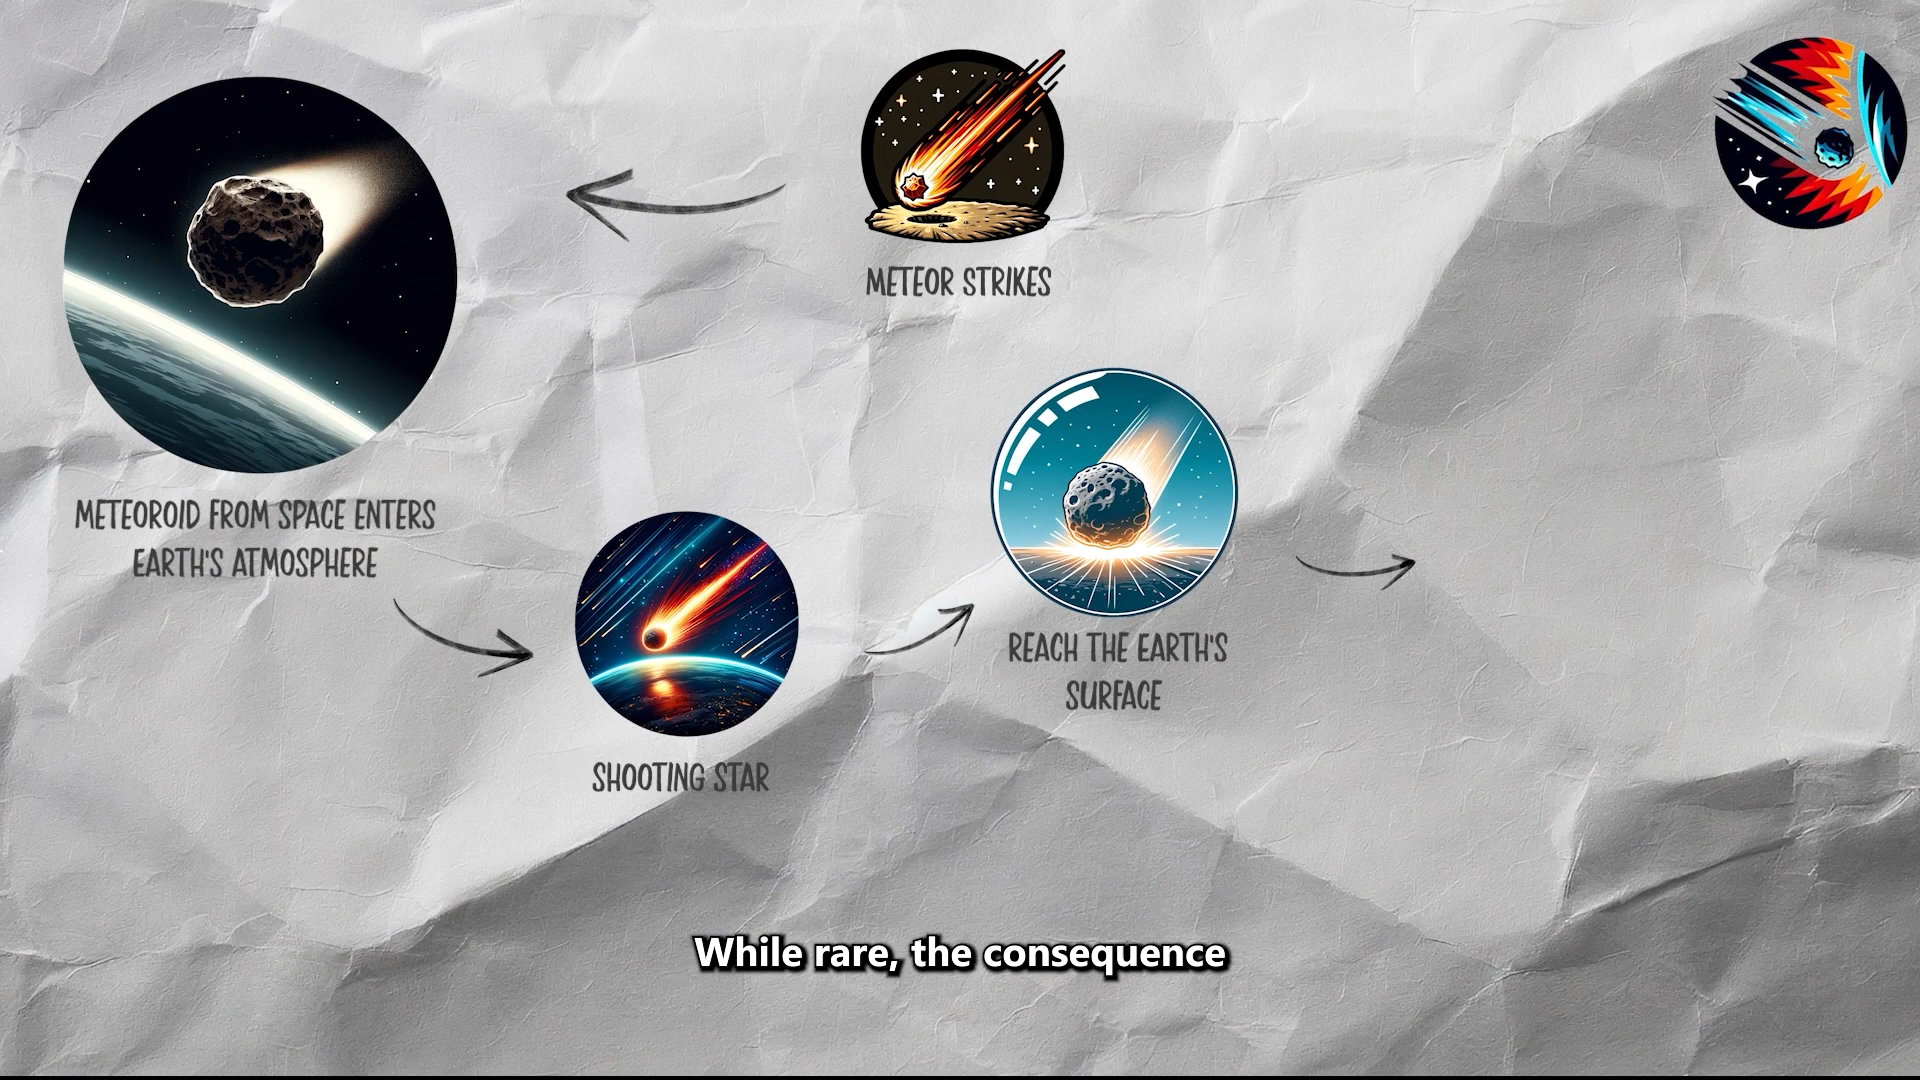 METEOR STRIKES
METEOROID FROM SPACE ENTERS
EARTH'S ATMOSPHERE
SHOOTING STAR
REACH THE EARTH'S
SURFACE
While rare, the consequence